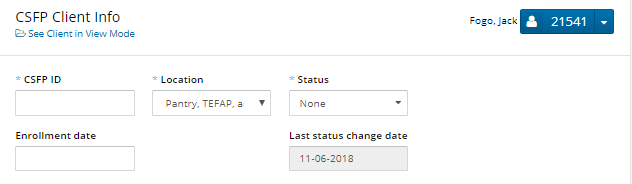 CSFP Client Info
See Client in View Mode
Fogo, Jack 21541
* CSFP ID * Location * Status
Pantry, TEFAP, a None
Enrollment date Last status change date
11-06-2018